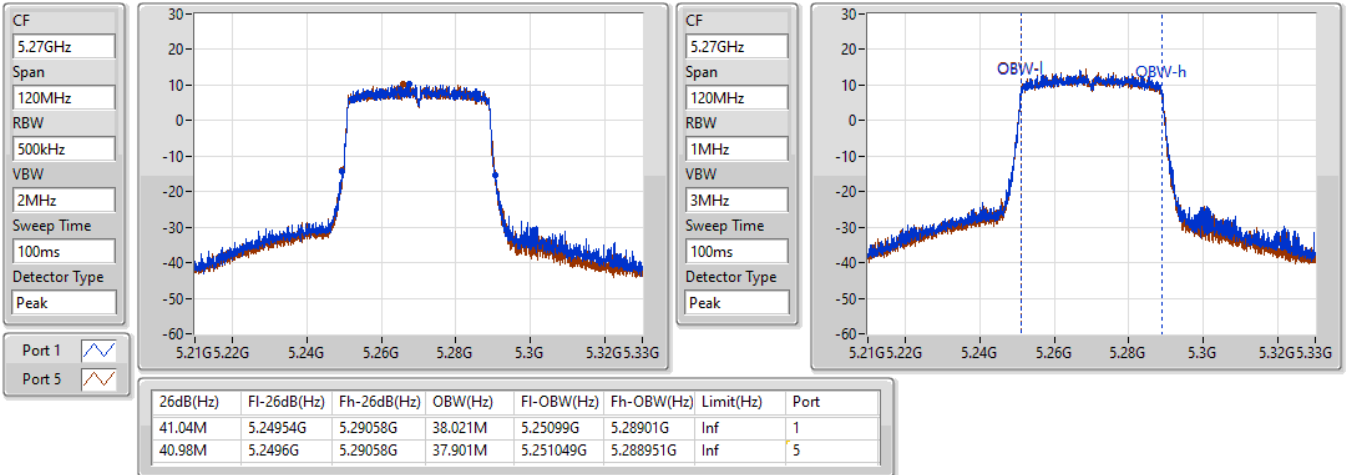 CF
5.27GHz
Span
120MHz
RBW
500kHz
VBW
2MHz
Sweep Time
100ms
Detector Type
Peak
30
20
10
0
-10
-20
-30
-40
-50
-60
5.21G 5.22G 5.24G 5.26G 5.28G 5.3G 5.32G 5.33G
CF
5.27GHz
Span
120MHz
RBW
1MHz
VBW
3MHz
Sweep Time
100ms
Detector Type
Peak
30
20
10
0
-10
-20
-30
-40
-50
-60
OBW-l OBW-h
5.21G 5.22G 5.24G 5.26G 5.28G 5.3G 5.32G 5.33G
Port 1
Port 5
26dB(Hz) Fl-26dB(Hz) Fh-26dB(Hz) OBW(Hz) Fl-OBW(Hz) Fh-OBW(Hz) Limit(Hz) Port
41.04M 5.24954G 5.29058G 38.021M 5.25099G 5.28901G Inf 1
40.98M 5.2496G 5.29058G 37.901M 5.251049G 5.288951G Inf 5